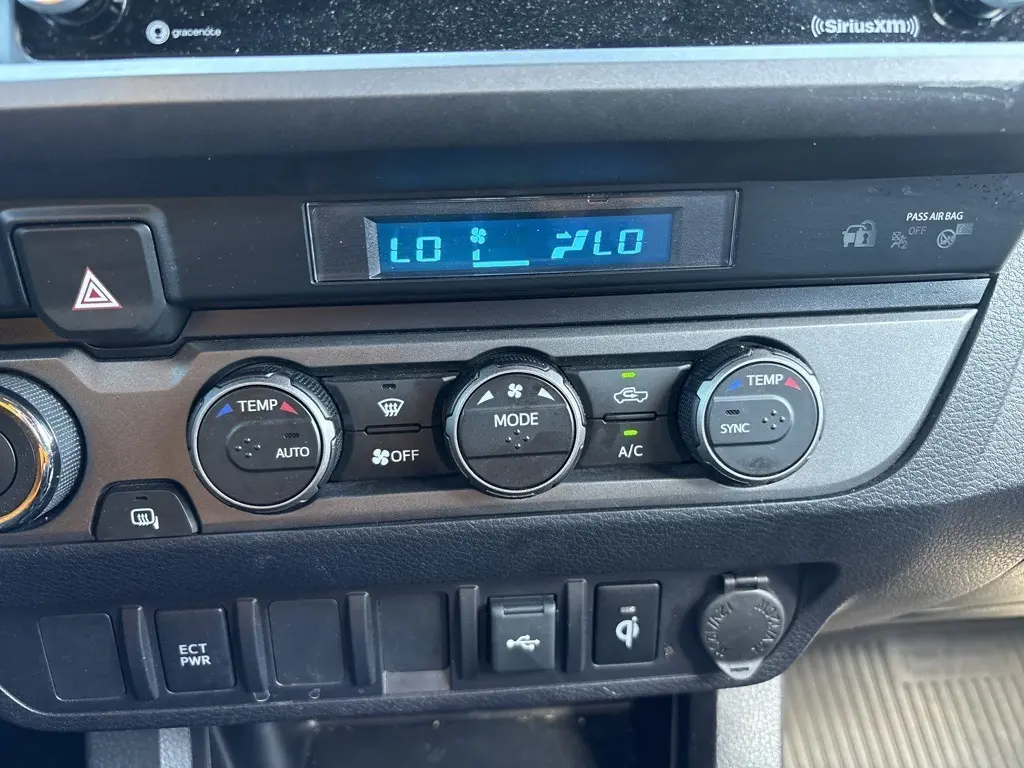 gracenote
SiriusXM
PASS AIR BAG
OFF
LO
LO
TEMP
AUTO
OFF
MODE
A/C
TEMP
SYNC
ECT
PWR